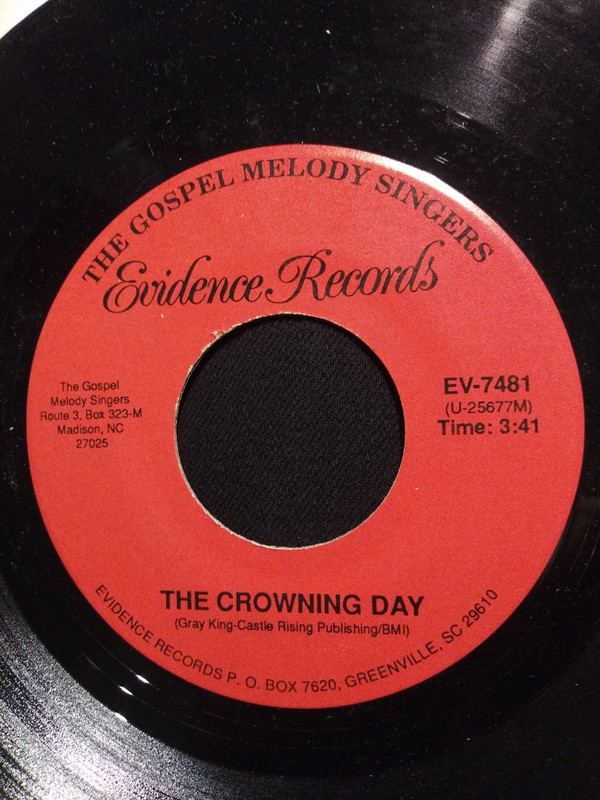 THE GOSPEL MELODY SINGERS
Evidence Records
The Gospel
Melody Singers
Route 3, Box 323-M
Madison, NC
27025
EV-7481
(U-25677M)
Time: 3:41
THE CROWNING DAY
(Gray King-Castle Rising Publishing/BMI)
EVIDENCE RECORDS P. O. BOX 7620, GREENVILLE, SC 29610